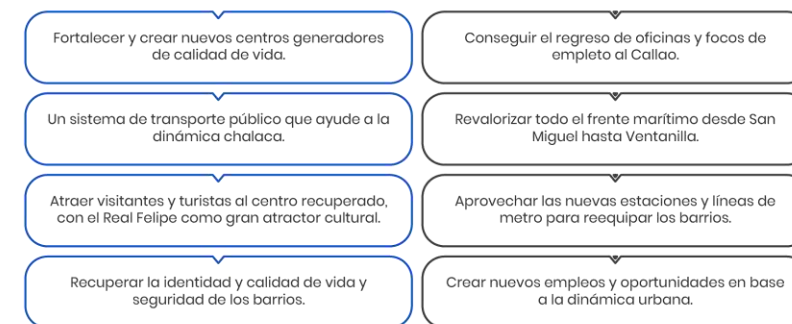 Fortalecer y crear nuevos centros generadores
de calidad de vida.
Conseguir el regreso de oficinas y focos de
empleto al Callao.
Un sistema de transporte público que ayude a la
dinámica chalaca.
Revalorizar todo el frente marítimo desde San
Miguel hasta Ventanilla.
Atraer visitantes y turistas al centro recuperado,
con el Real Felipe como gran atractor cultural.
Aprovechar las nuevas estaciones y líneas de
metro para reequipar los barrios.
Recuperar la identidad y calidad de vida y
seguridad de los barrios.
Crear nuevos empleos y oportunidades en base
a la dinámica urbana.